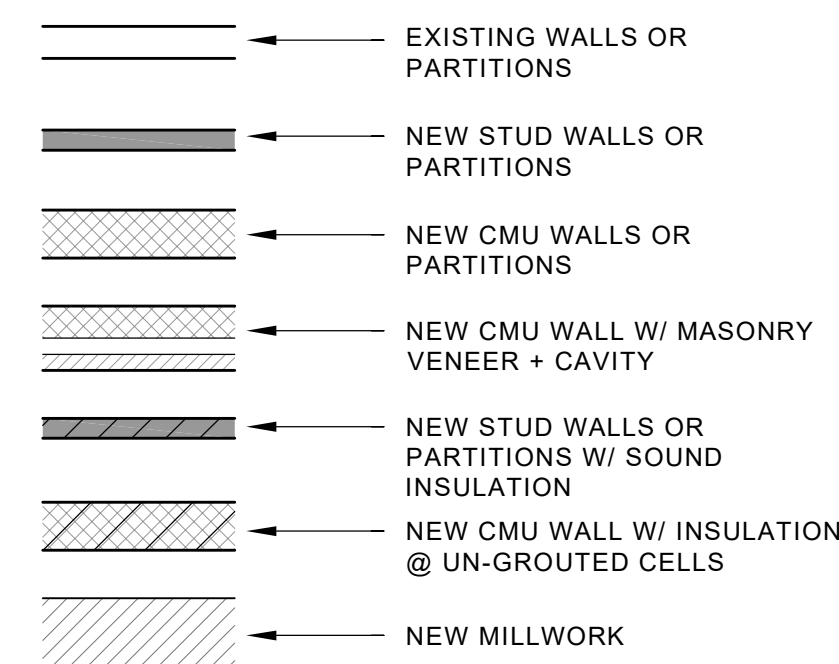 EXISTING WALLS OR
PARTITIONS
NEW STUD WALLS OR
PARTITIONS
NEW CMU WALLS OR
PARTITIONS
NEW CMU WALL W/ MASONRY
VENEER + CAVITY
NEW STUD WALLS OR
PARTITIONS W/ SOUND
INSULATION
NEW CMU WALL W/ INSULATION
@ UN-GROUTED CELLS
NEW MILLWORK